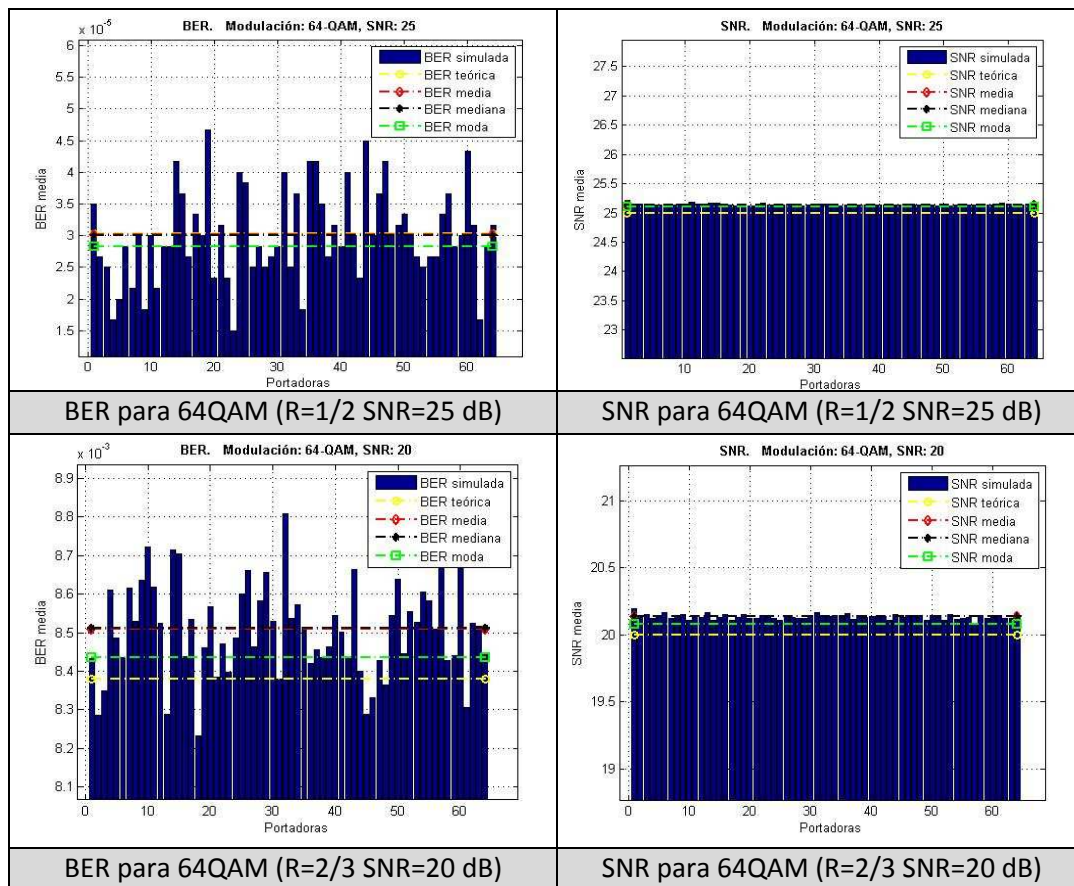 BER.   Modulación: 64-QAM, SNR: 25
x 10⁻⁵
6
5.5
5
4.5
4
3.5
3
2.5
2
1.5
BER media
0 10 20 30 40 50 60
Portadoras
BER simulada
BER teórica
BER media
BER mediana
BER moda
SNR.   Modulación: 64-QAM, SNR: 25
27.5
27
26.5
26
25.5
25
24.5
24
23.5
23
SNR media
10 20 30 40 50 60
Portadoras
SNR simulada
SNR teórica
SNR media
SNR mediana
SNR moda
BER para 64QAM (R=1/2 SNR=25 dB)
SNR para 64QAM (R=1/2 SNR=25 dB)
BER.   Modulación: 64-QAM, SNR: 20
x 10⁻³
8.9
8.8
8.7
8.6
8.5
8.4
8.3
8.2
8.1
BER media
0 10 20 30 40 50 60
Portadoras
BER simulada
BER teórica
BER media
BER mediana
BER moda
SNR.   Modulación: 64-QAM, SNR: 20
21
20.5
20
19.5
19
SNR media
0 10 20 30 40 50 60
Portadoras
SNR simulada
SNR teórica
SNR media
SNR mediana
SNR moda
BER para 64QAM (R=2/3 SNR=20 dB)
SNR para 64QAM (R=2/3 SNR=20 dB)